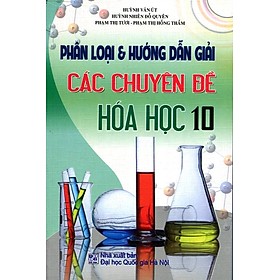 HUỲNH VĂN ÚT
HUỲNH NHIÊN ĐỖ QUYÊN
PHẠM THỊ TƯƠI - PHẠM THỊ HỒNG THẮM
PHÂN LOẠI & HƯỚNG DẪN GIẢI
CÁC CHUYÊN ĐỀ
HÓA HỌC 10
Nhà xuất bản
Đại học Quốc gia Hà Nội